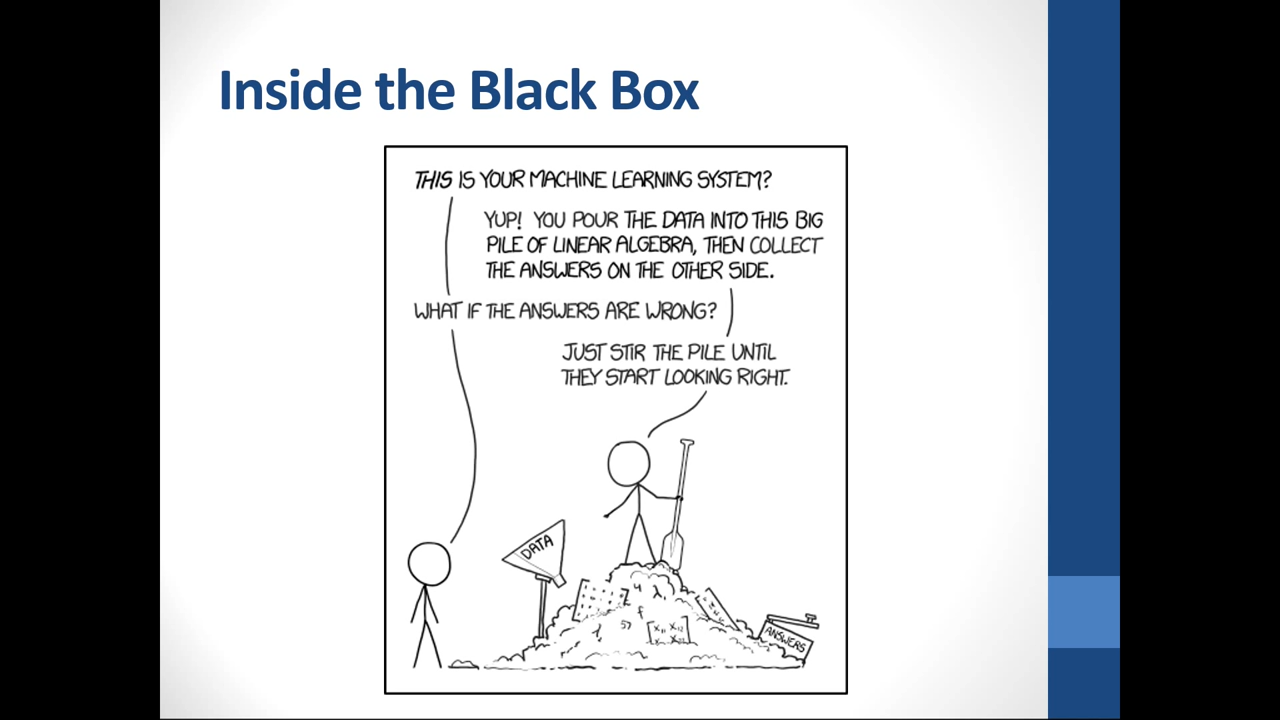 Inside the Black Box
THIS IS YOUR MACHINE LEARNING SYSTEM?
YUP! YOU POUR THE DATA INTO THIS BIG
PILE OF LINEAR ALGEBRA, THEN COLLECT
THE ANSWERS ON THE OTHER SIDE.
WHAT IF THE ANSWERS ARE WRONG?
JUST STIR THE PILE UNTIL
THEY START LOOKING RIGHT.
DATA
ANSWERS